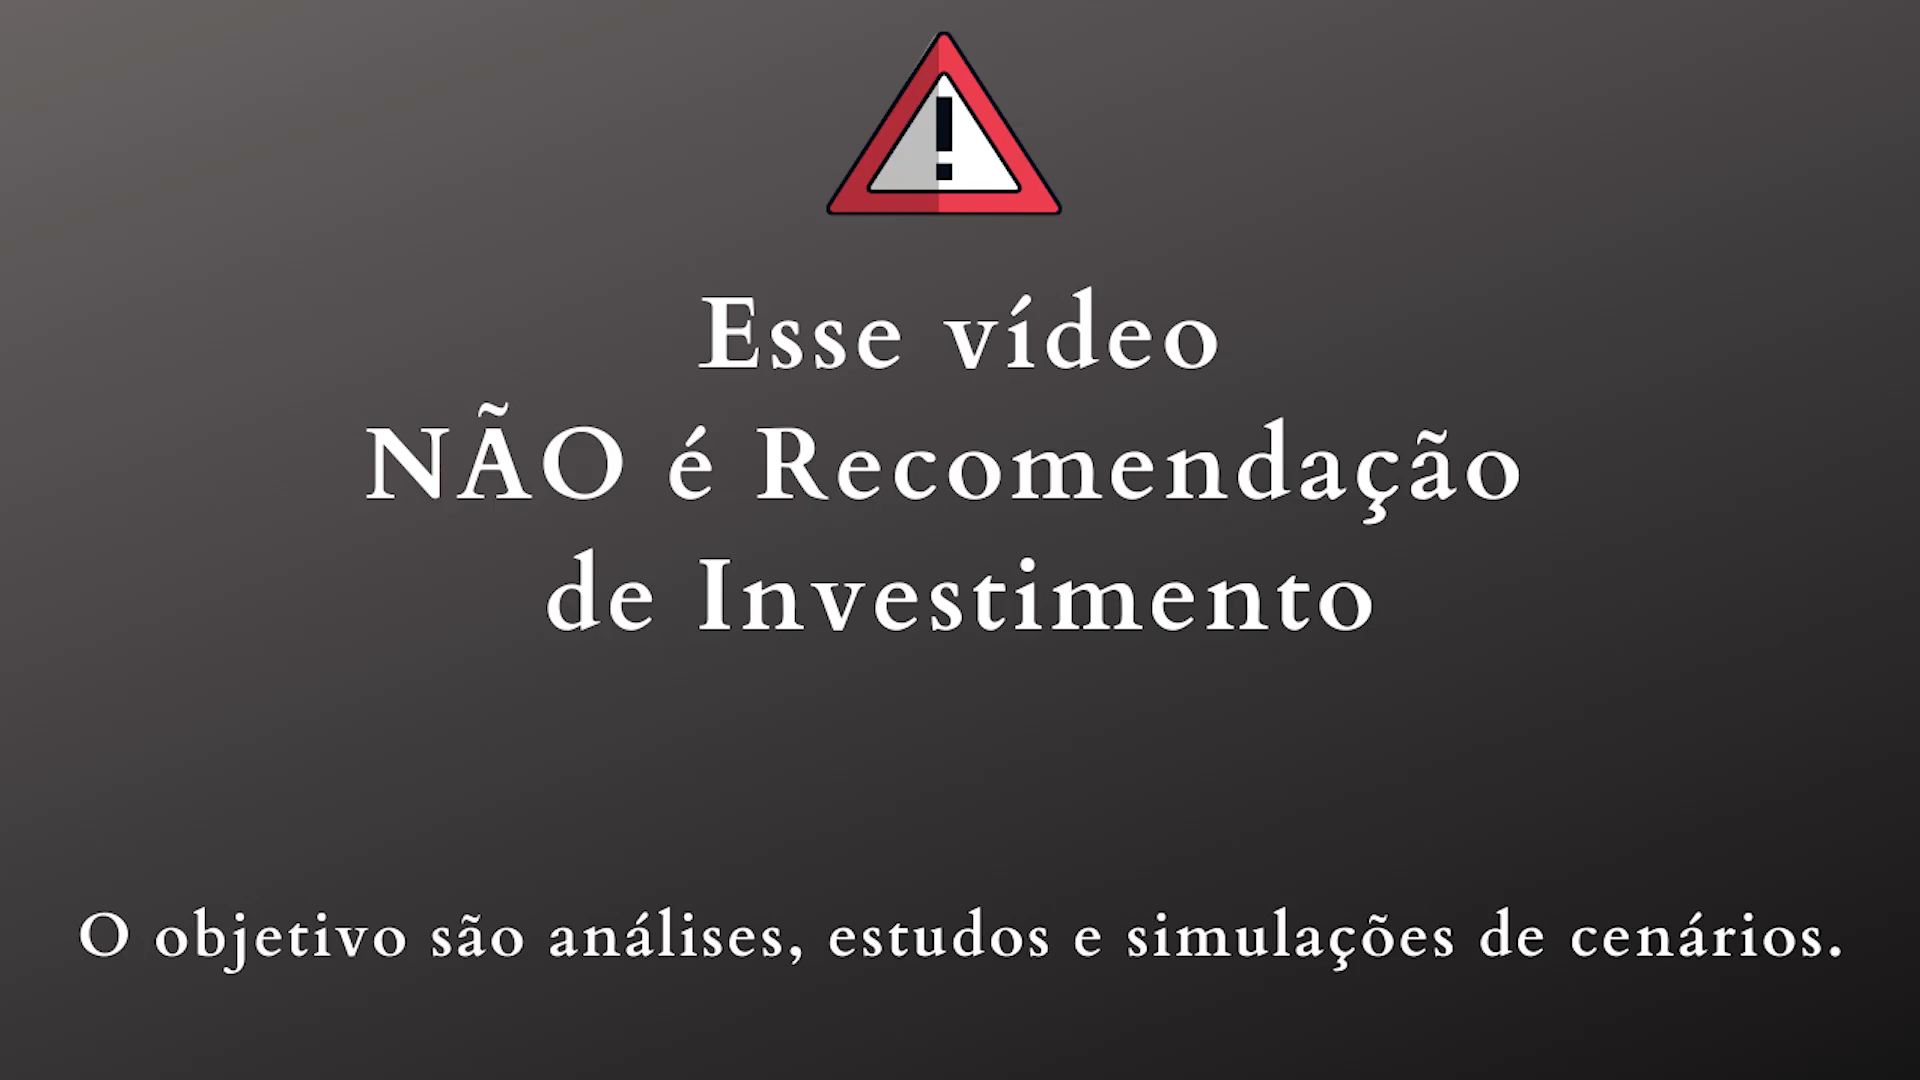 Esse vídeo
NÃO é Recomendação
de Investimento
O objetivo são análises, estudos e simulações de cenários.